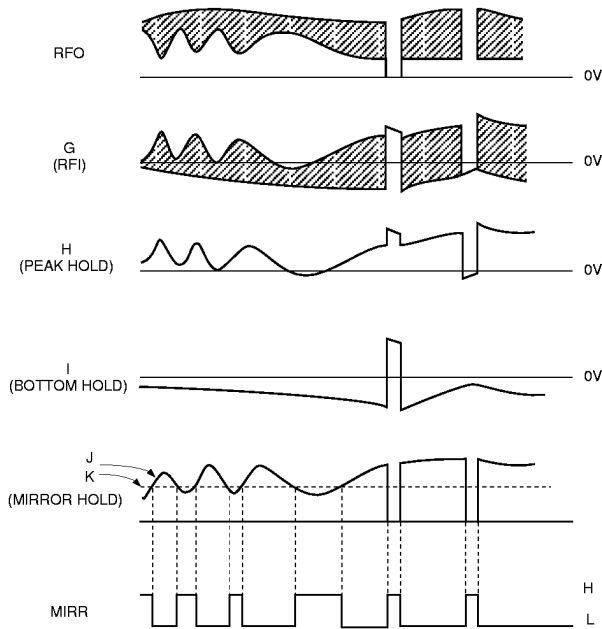 RFO
0V
G
(RFI)
0V
H
(PEAK HOLD)
0V
I
(BOTTOM HOLD)
0V
J
K
(MIRROR HOLD)
MIRR
H
L